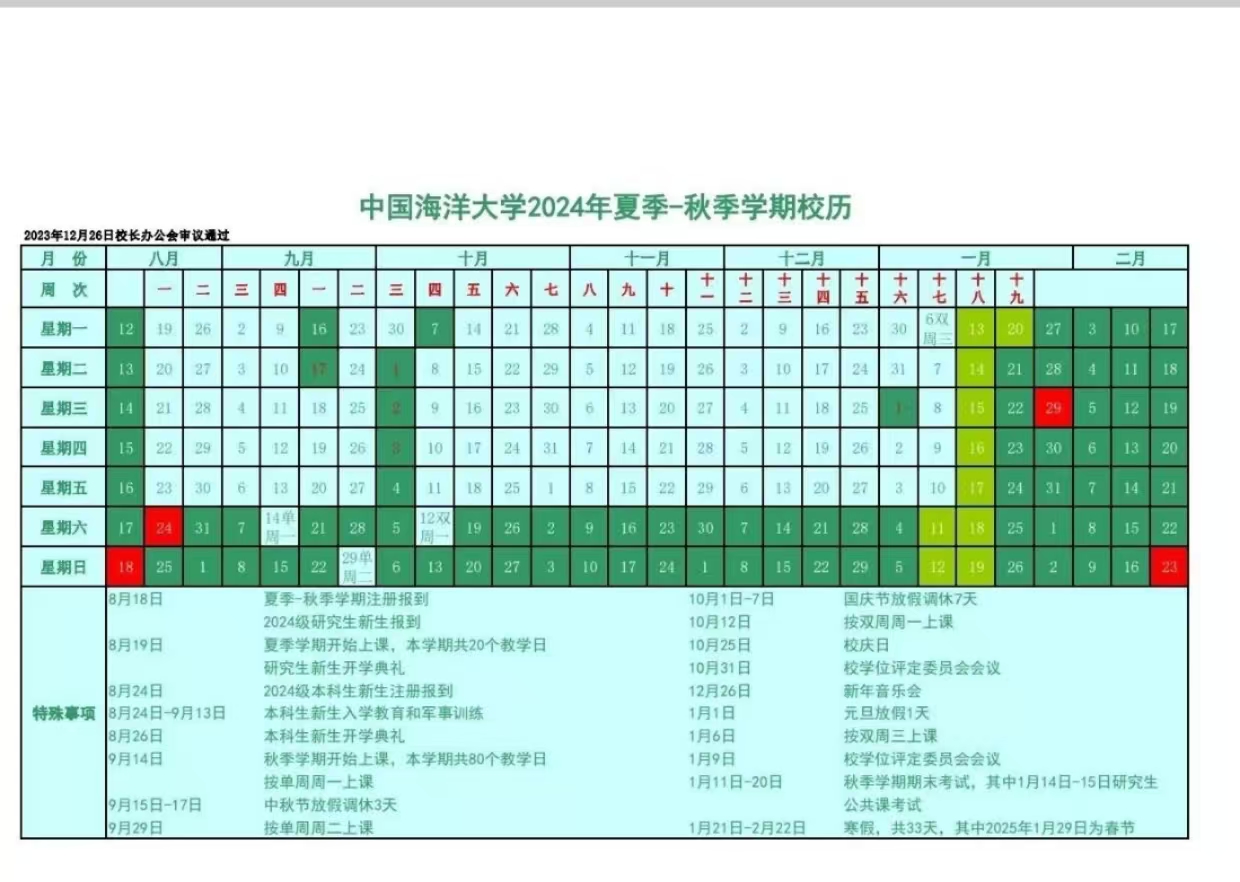 中国海洋大学2024年夏季-秋季学期校历
2023年12月26日校长办公会审议通过
月 份 八月 九月 十月 十一月 十二月 一月 二月
周 次 一 二 三 四 一 二 三 四 五 六 七 八 九 十 十一 十二 十三 十四 十五 十六 十七 十八 十九
星期一 12 19 26 2 9 16 23 30 7 14 21 28 4 11 18 25 2 9 16 23 30 6双周三 13 20 27 3 10 17
星期二 13 20 27 3 10 17 24 1 8 15 22 29 5 12 19 26 3 10 17 24 31 7 14 21 28 4 11 18
星期三 14 21 28 4 11 18 25 2 9 16 23 30 6 13 20 27 4 11 18 25 1 8 15 22 29 5 12 19
星期四 15 22 29 5 12 19 26 3 10 17 24 31 7 14 21 28 5 12 19 26 2 9 16 23 30 6 13 20
星期五 16 23 30 6 13 20 27 4 11 18 25 1 8 15 22 29 6 13 20 27 3 10 17 24 31 7 14 21
星期六 17 24 31 7 14单周一 21 28 5 12双周一 19 26 2 9 16 23 30 7 14 21 28 4 11 18 25 1 8 15 22
星期日 18 25 1 8 15 22 29单周二 6 13 20 27 3 10 17 24 1 8 15 22 29 5 12 19 26 2 9 16 23
特殊事项
8月18日 夏季-秋季学期注册报到
2024级研究生新生报到
8月19日 夏季学期开始上课，本学期共20个教学日
研究生新生开学典礼
8月24日 2024级本科生新生注册报到
8月24日-9月13日 本科生新生入学教育和军事训练
8月26日 本科生新生开学典礼
9月14日 秋季学期开始上课，本学期共80个教学日
按单周周一上课
9月15日-17日 中秋节放假调休3天
9月29日 按单周周二上课
10月1日-7日 国庆节放假调休7天
10月12日 按双周周一上课
10月25日 校庆日
10月31日 校学位评定委员会会议
12月26日 新年音乐会
1月1日 元旦放假1天
1月6日 按双周三上课
1月9日 校学位评定委员会会议
1月11日-20日 秋季学期期末考试，其中1月14日-15日研究生
公共课考试
1月21日-2月22日 寒假，共33天，其中2025年1月29日为春节